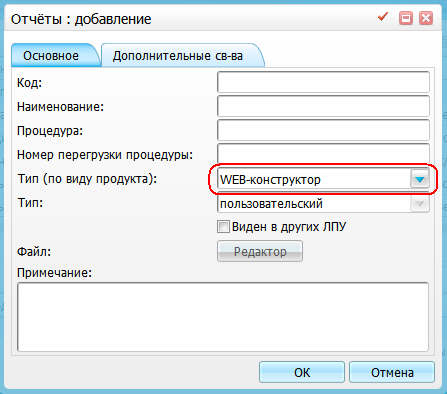 Отчёты : добавление
Основное
Дополнительные св-ва
Код:
Наименование:
Процедура:
Номер перегрузки процедуры:
Тип (по виду продукта): WEB-конструктор
Тип: пользовательский
Виден в других ЛПУ
Файл: Редактор
Примечание:
ОК Отмена